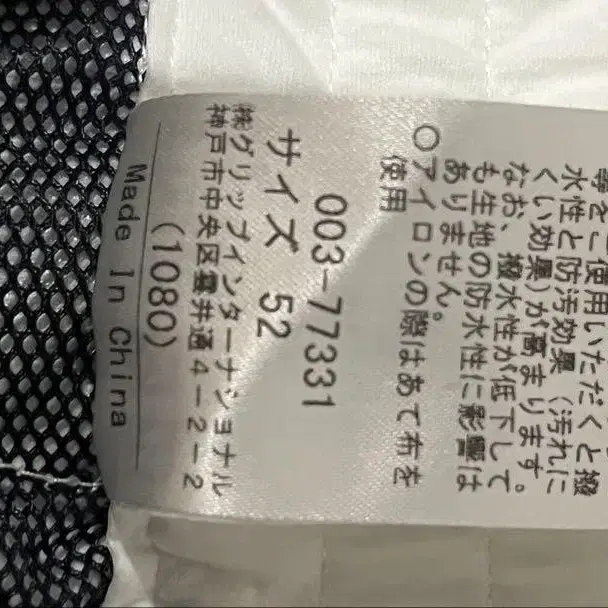 等をご使用いただくと撥
水性と防汚効果(汚れに
くい効果)が高まります。
なお、撥水性が低下して
も生地の防水性に影響は
ありません。
○アイロンの際はあて布を
使用
003-77331
サイズ 52
㈱グリップインターナショナル
神戸市中央区雲井通4-2-2
(1080)
Made In China